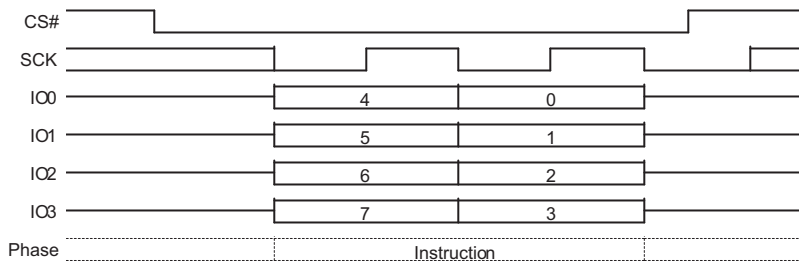 CS#
SCK
IO0 4 0
IO1 5 1
IO2 6 2
IO3 7 3
Phase Instruction